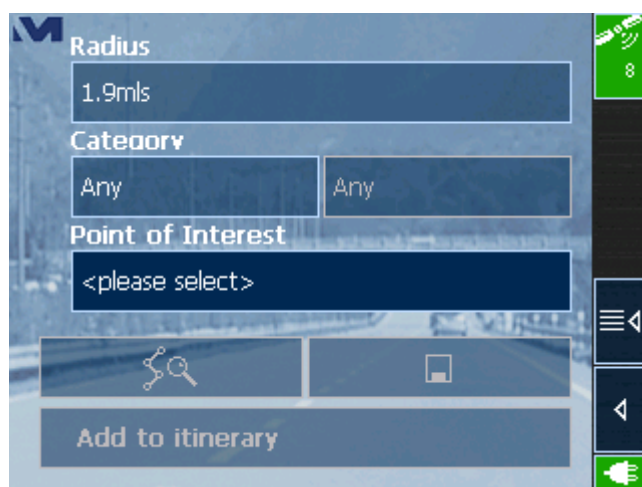 Radius
8
1.9mls
Category
Any
Any
Point of Interest
<please select>
Add to itinerary